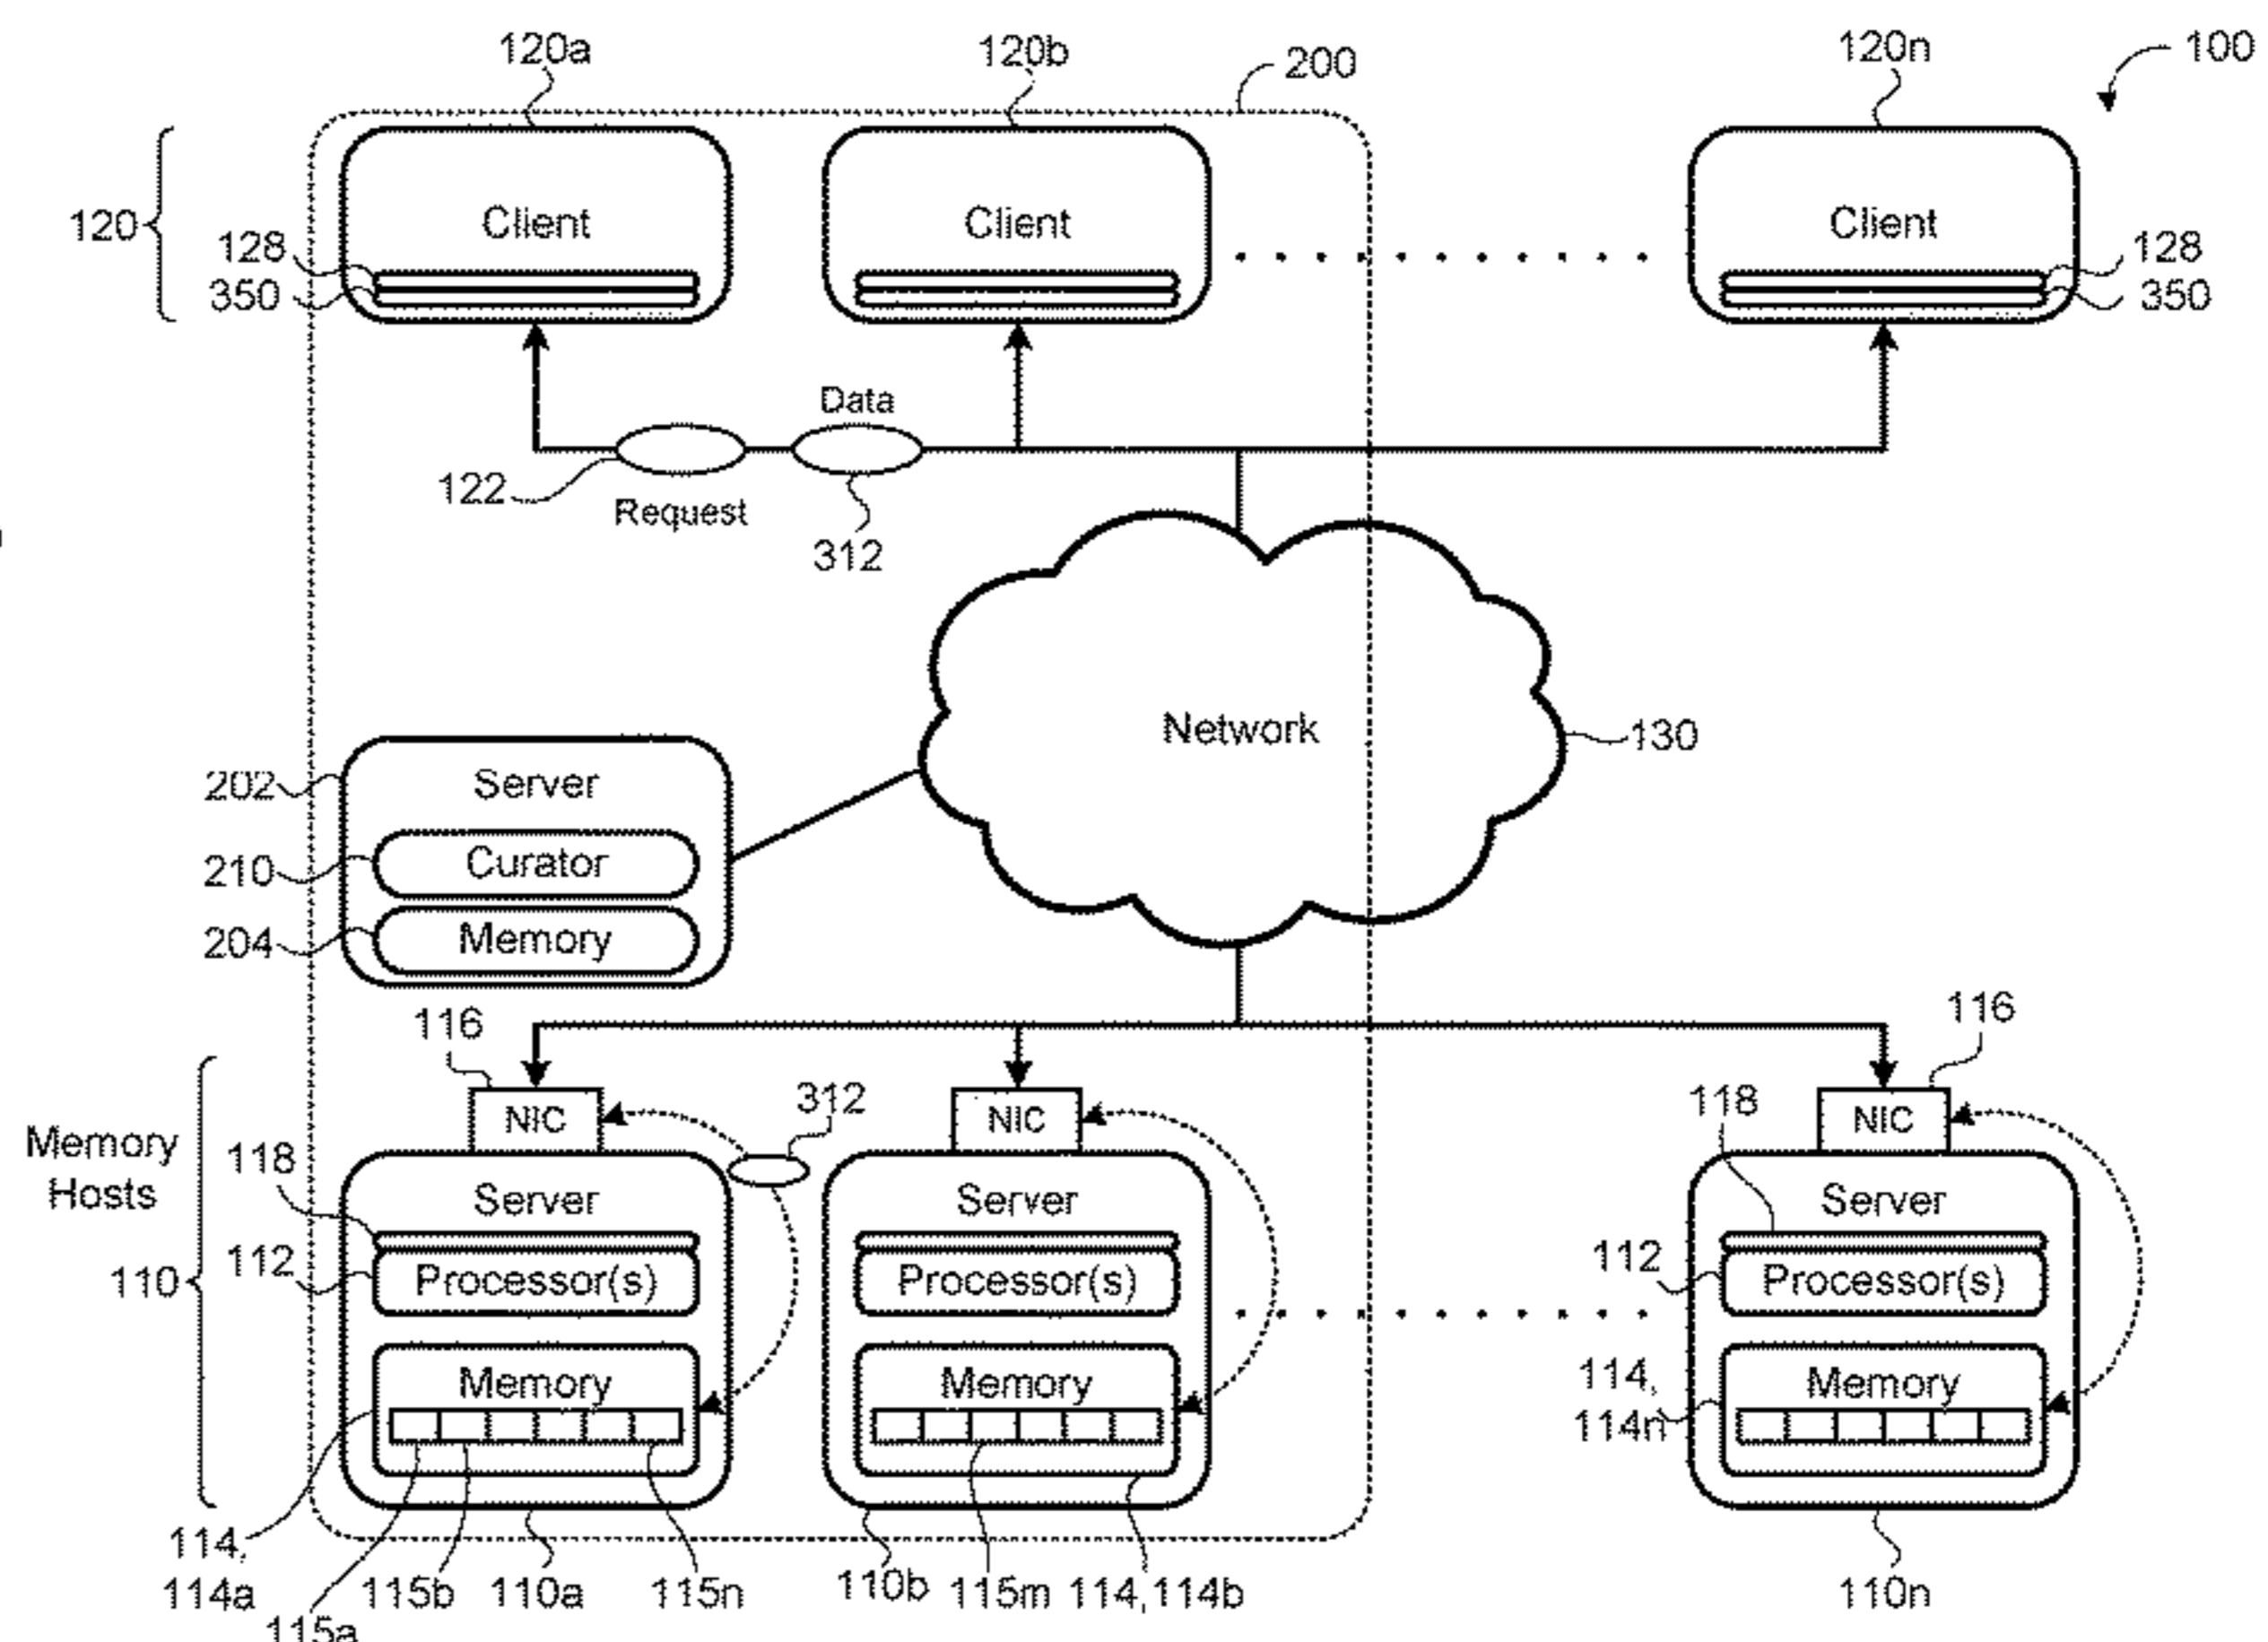 120a
120b
200
120n
100
120
Client
Client
Client
128
350
128
350
Data
122
Request
312
Network
130
202
Server
210
Curator
204
Memory
116
116
NIC
312
NIC
118
NIC
Memory
Hosts
118
Server
Server
Server
110
112
Processor(s)
Processor(s)
112
Processor(s)
Memory
Memory
114,
114n
Memory
114,
114a
115a
115b
110a
115n
110b
115m
114,114b
110n